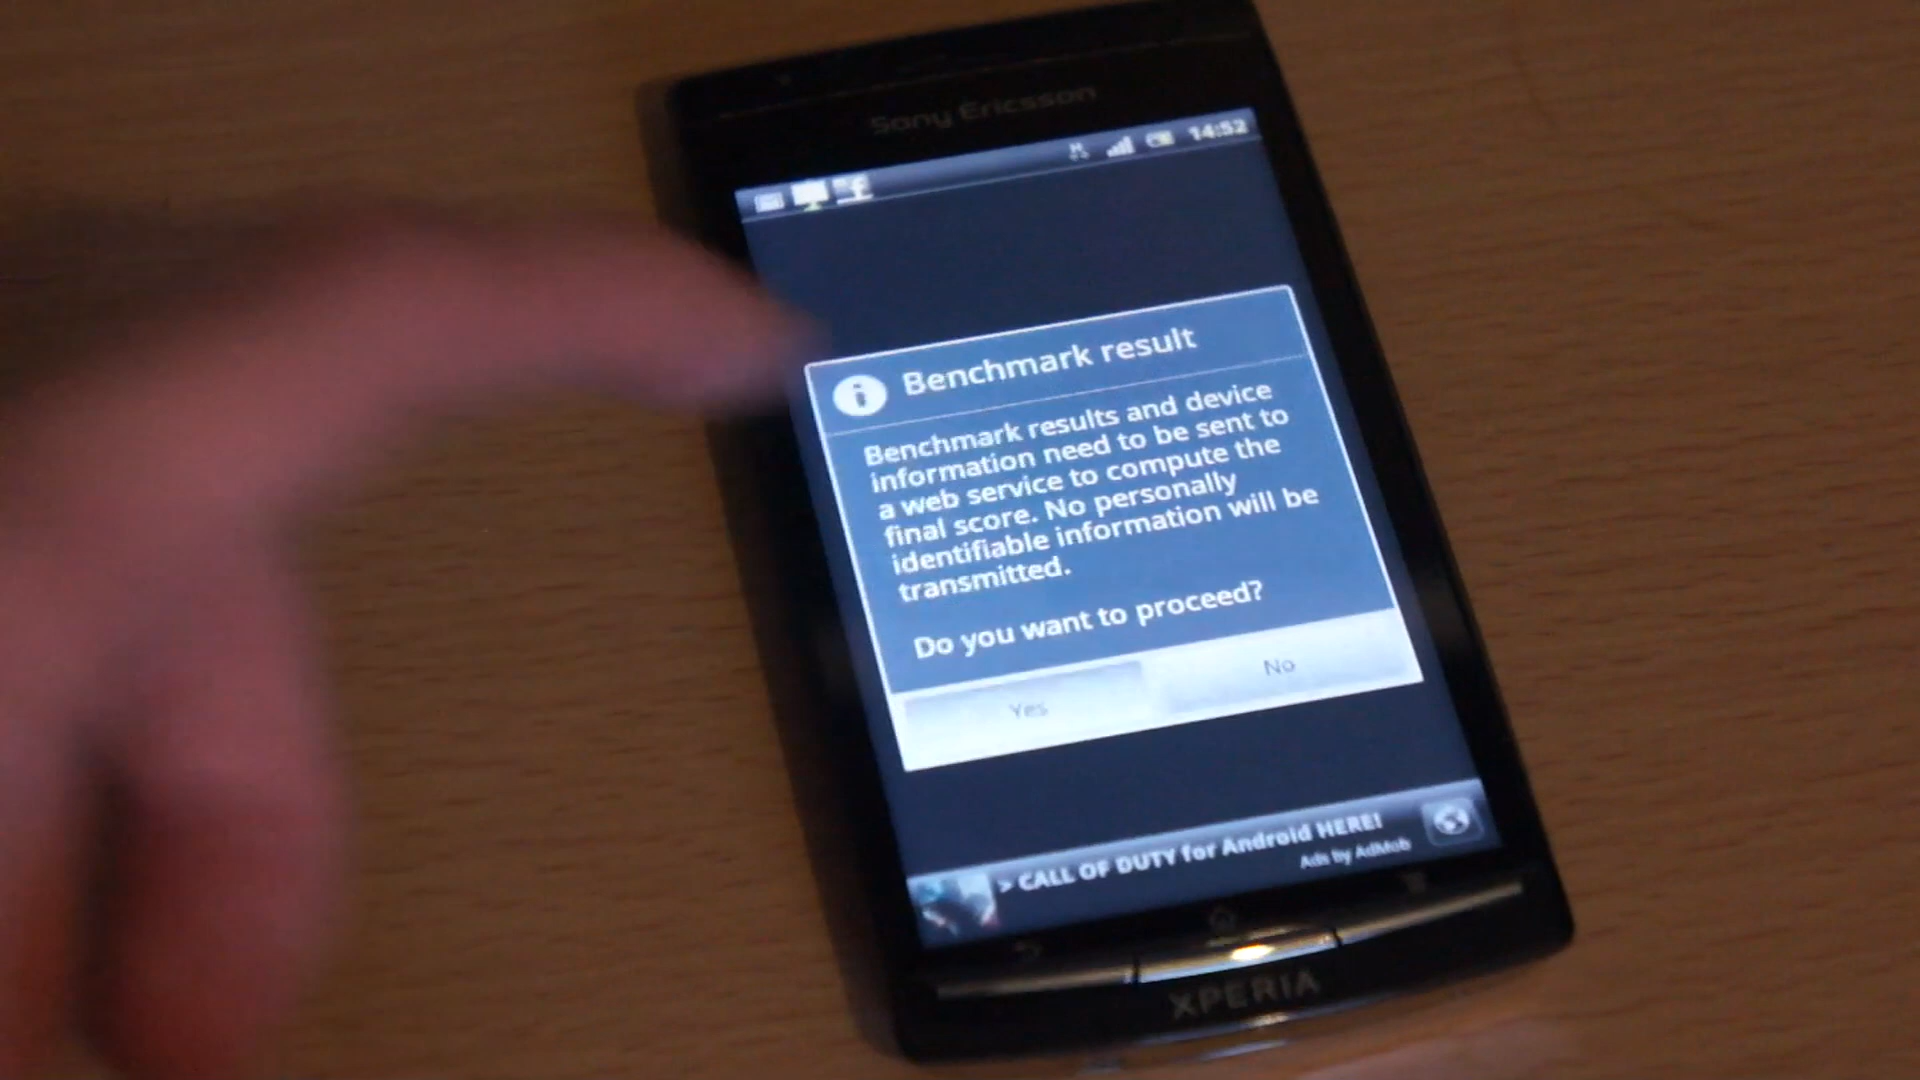 Sony Ericsson
14:52
Benchmark result
Benchmark results and device
information need to be sent to
a web service to compute the
final score. No personally
identifiable information will be
transmitted.
Do you want to proceed?
Yes
No
> CALL OF DUTY for Android HERE!
Ads by AdMob
XPERIA